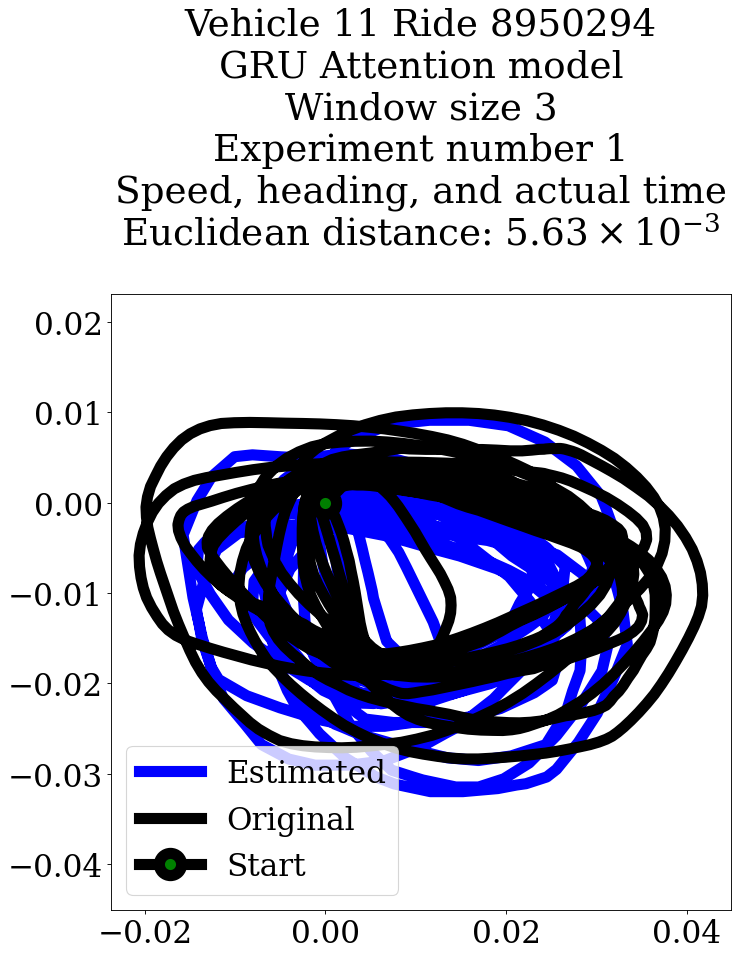 Vehicle 11 Ride 8950294
GRU Attention model
Window size 3
Experiment number 1
Speed, heading, and actual time
Euclidean distance: 5.63 × 10⁻³
0.02
0.01
0.00
−0.01
−0.02
−0.03
−0.04
Estimated
Original
Start
−0.02 0.00 0.02 0.04